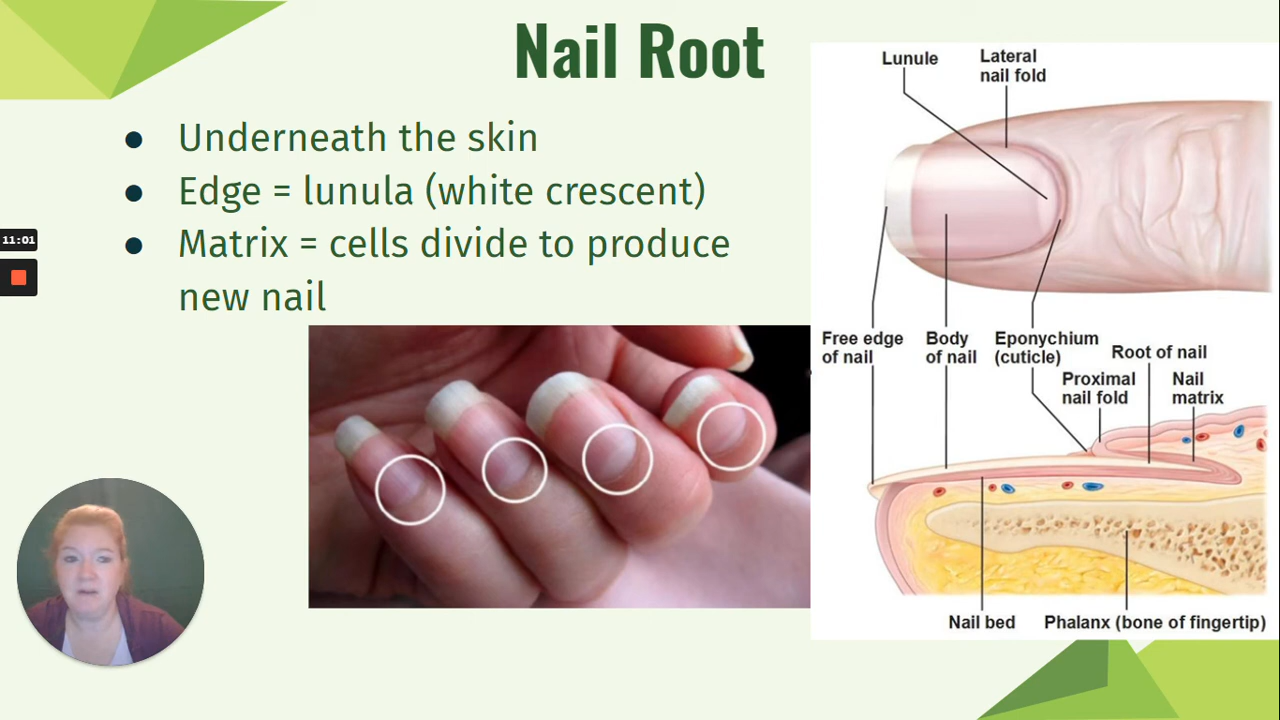 Nail Root
● Underneath the skin
● Edge = lunula (white crescent)
● Matrix = cells divide to produce
new nail
11:01
Lunule
Lateral
nail fold
Free edge
of nail
Body
of nail
Eponychium
(cuticle)
Root of nail
Proximal
nail fold
Nail
matrix
Nail bed
Phalanx (bone of fingertip)